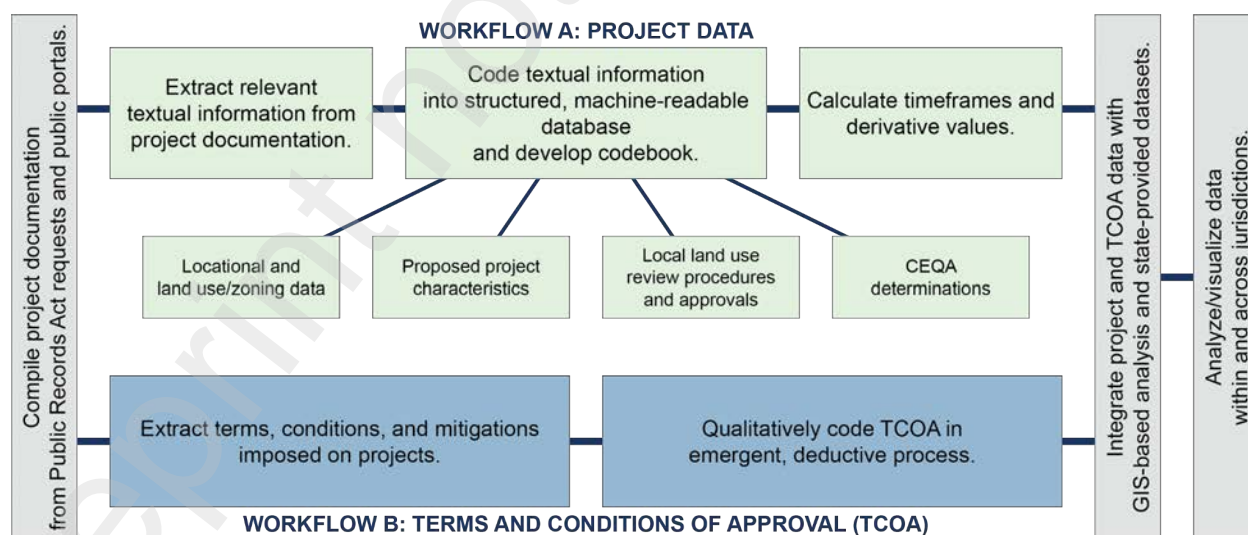 Compile project documentation
from Public Records Act requests and public portals.
WORKFLOW A: PROJECT DATA
Extract relevant
textual information from
project documentation.
Code textual information
into structured, machine-readable
database
and develop codebook.
Calculate timeframes and
derivative values.
Locational and
land use/zoning data
Proposed project
characteristics
Local land use
review procedures
and approvals
CEQA
determinations
Extract terms, conditions, and mitigations
imposed on projects.
Qualitatively code TCOA in
emergent, deductive process.
WORKFLOW B: TERMS AND CONDITIONS OF APPROVAL (TCOA)
Integrate project and TCOA data with
GIS-based analysis and state-provided datasets.
Analyze/visualize data
within and across jurisdictions.
eprint no